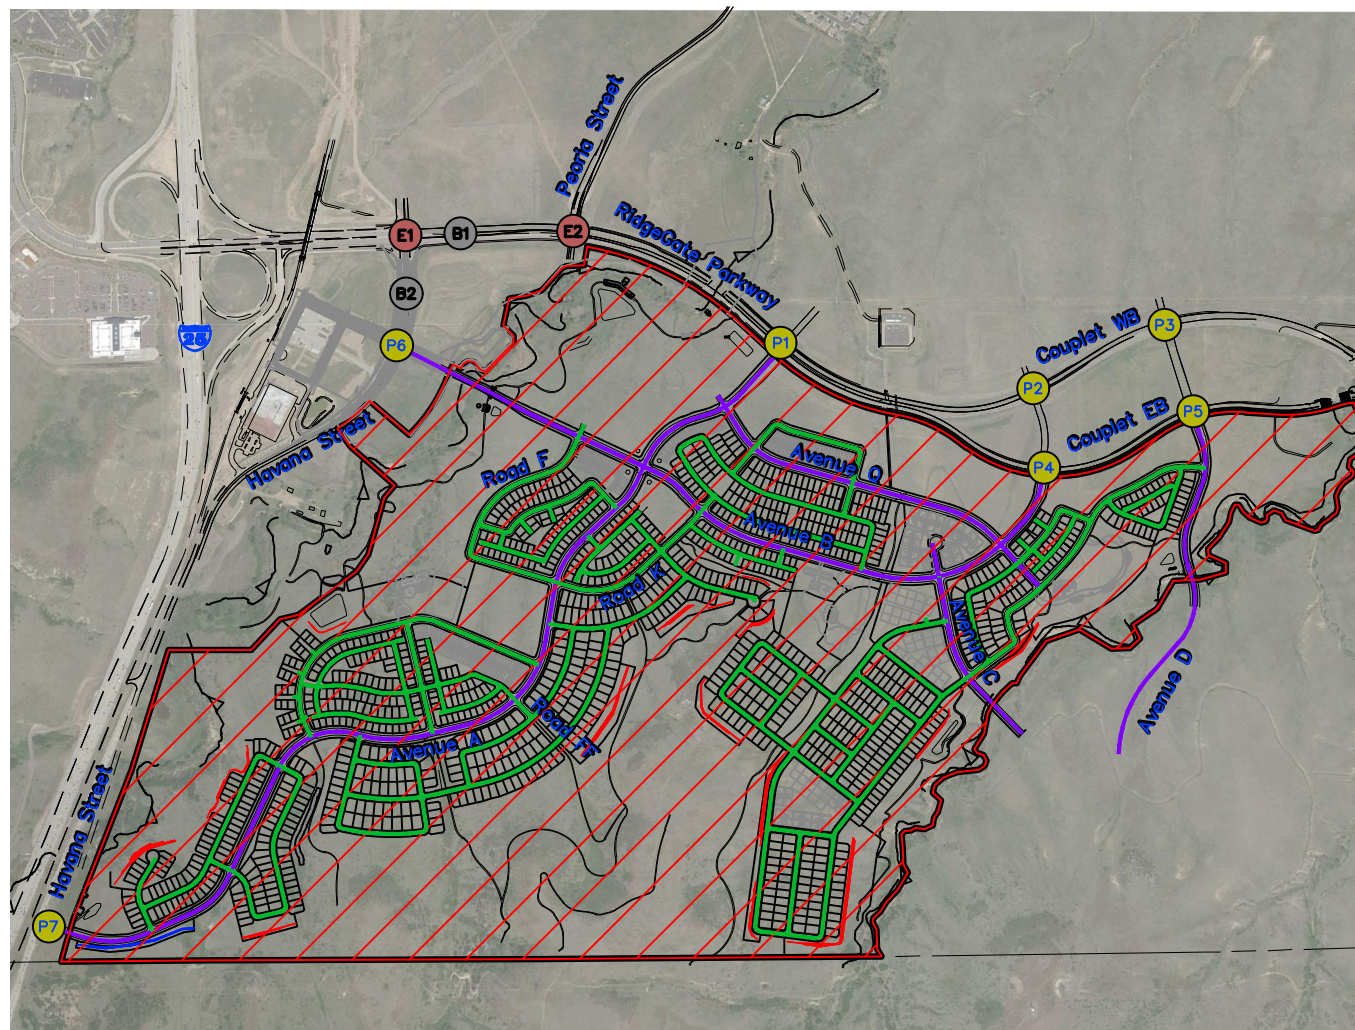 Peoria Street
RidgeGate Parkway
E1
B1
E2
B2
25
P6
P1
Couplet WB
P3
P2
Couplet EB
P5
P4
Havana Street
Road F
Avenue Q
Avenue B
Road K
Avenue C
Avenue D
Road FF
Avenue A
Havana Street
P7